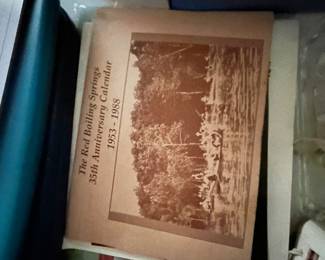 The Red Boiling Springs
35th Anniversary Calendar
1953 - 1988